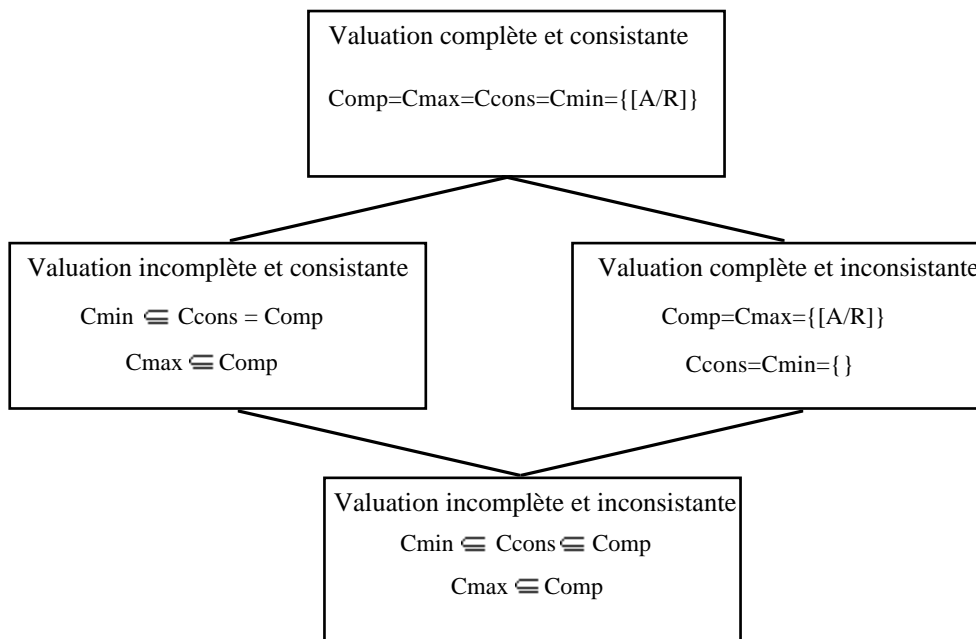 Valuation complète et consistante
Comp=Cmax=Ccons=Cmin={[A/R]}
Valuation incomplète et consistante
Cmin ⊆ Ccons = Comp
Cmax ⊆ Comp
Valuation complète et inconsistante
Comp=Cmax={[A/R]}
Ccons=Cmin={}
Valuation incomplète et inconsistante
Cmin ⊆ Ccons ⊆ Comp
Cmax ⊆ Comp